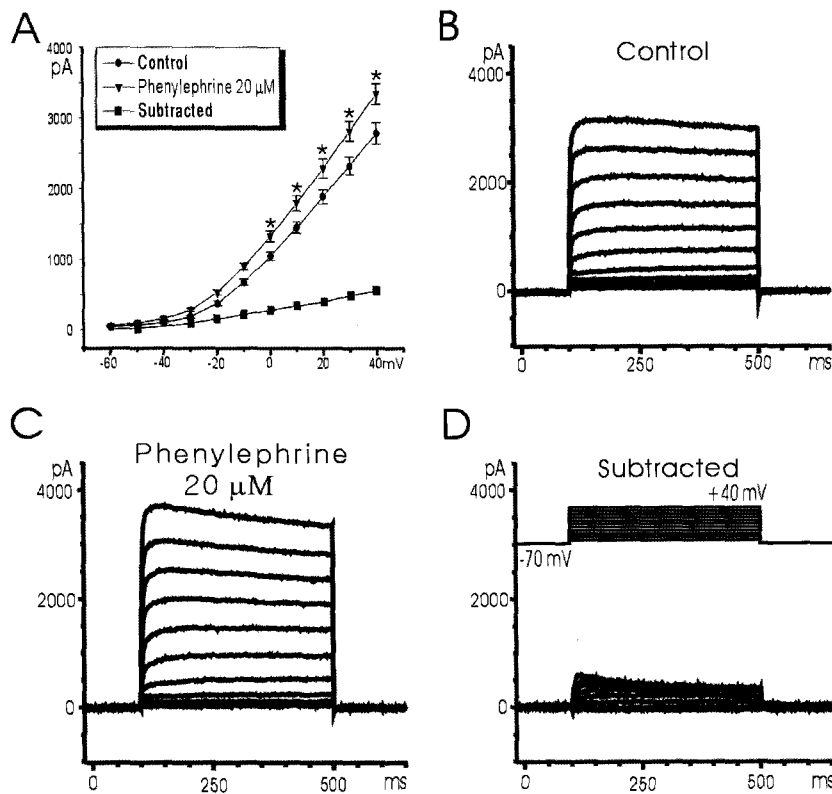 A
4000
pA
3000
2000
1000
0
Control
Phenylephrine 20 μM
Subtracted
* * * * *
-60 -40 -20 0 20 40mV
B
pA
Control
4000
2000
0
0 250 500 ms
C
Phenylephrine
20 μM
pA
4000
2000
0
0 250 500 ms
D
pA
Subtracted
4000
+40 mV
-70 mV
2000
0
0 250 500 ms